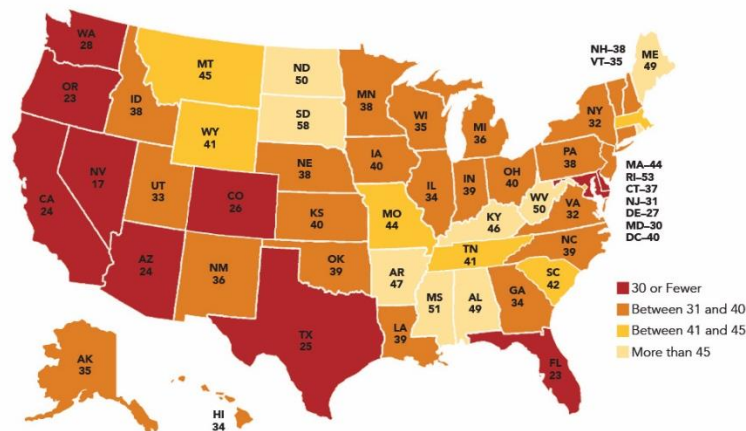 WA
28
OR
23
CA
24
NV
17
ID
38
MT
45
WY
41
UT
33
AZ
24
CO
26
NM
36
ND
50
SD
58
NE
38
KS
40
OK
39
TX
25
MN
38
IA
40
MO
44
AR
47
LA
39
WI
35
IL
34
MI
36
IN
39
OH
40
KY
46
TN
41
MS
51
AL
49
GA
34
FL
23
SC
42
NC
39
VA
32
WV
50
PA
38
NY
32
NH–38
VT–35
ME
49
MA–44
RI–53
CT–37
NJ–31
DE–27
MD–30
DC–40
AK
35
HI
34
30 or Fewer
Between 31 and 40
Between 41 and 45
More than 45